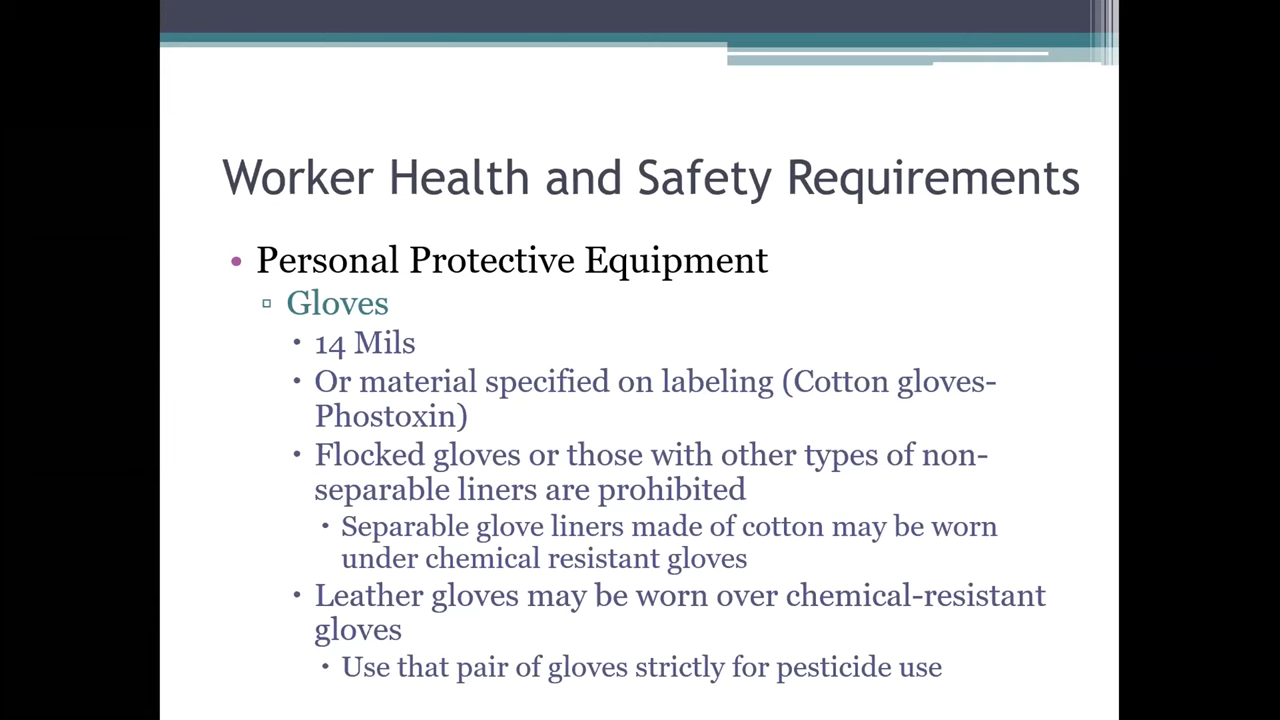 Worker Health and Safety Requirements
• Personal Protective Equipment
▫ Gloves
• 14 Mils
• Or material specified on labeling (Cotton gloves-
Phostoxin)
• Flocked gloves or those with other types of non-
separable liners are prohibited
• Separable glove liners made of cotton may be worn
under chemical resistant gloves
• Leather gloves may be worn over chemical-resistant
gloves
• Use that pair of gloves strictly for pesticide use